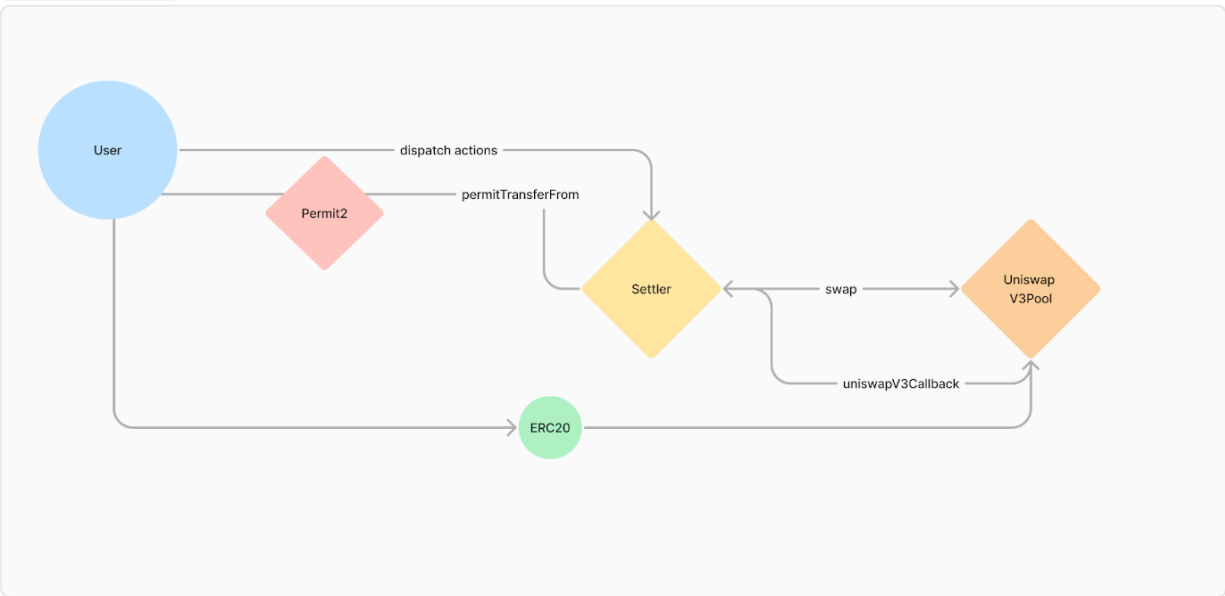 User
dispatch actions
permitTransferFrom
Permit2
Settler
swap
Uniswap
V3Pool
uniswapV3Callback
ERC20